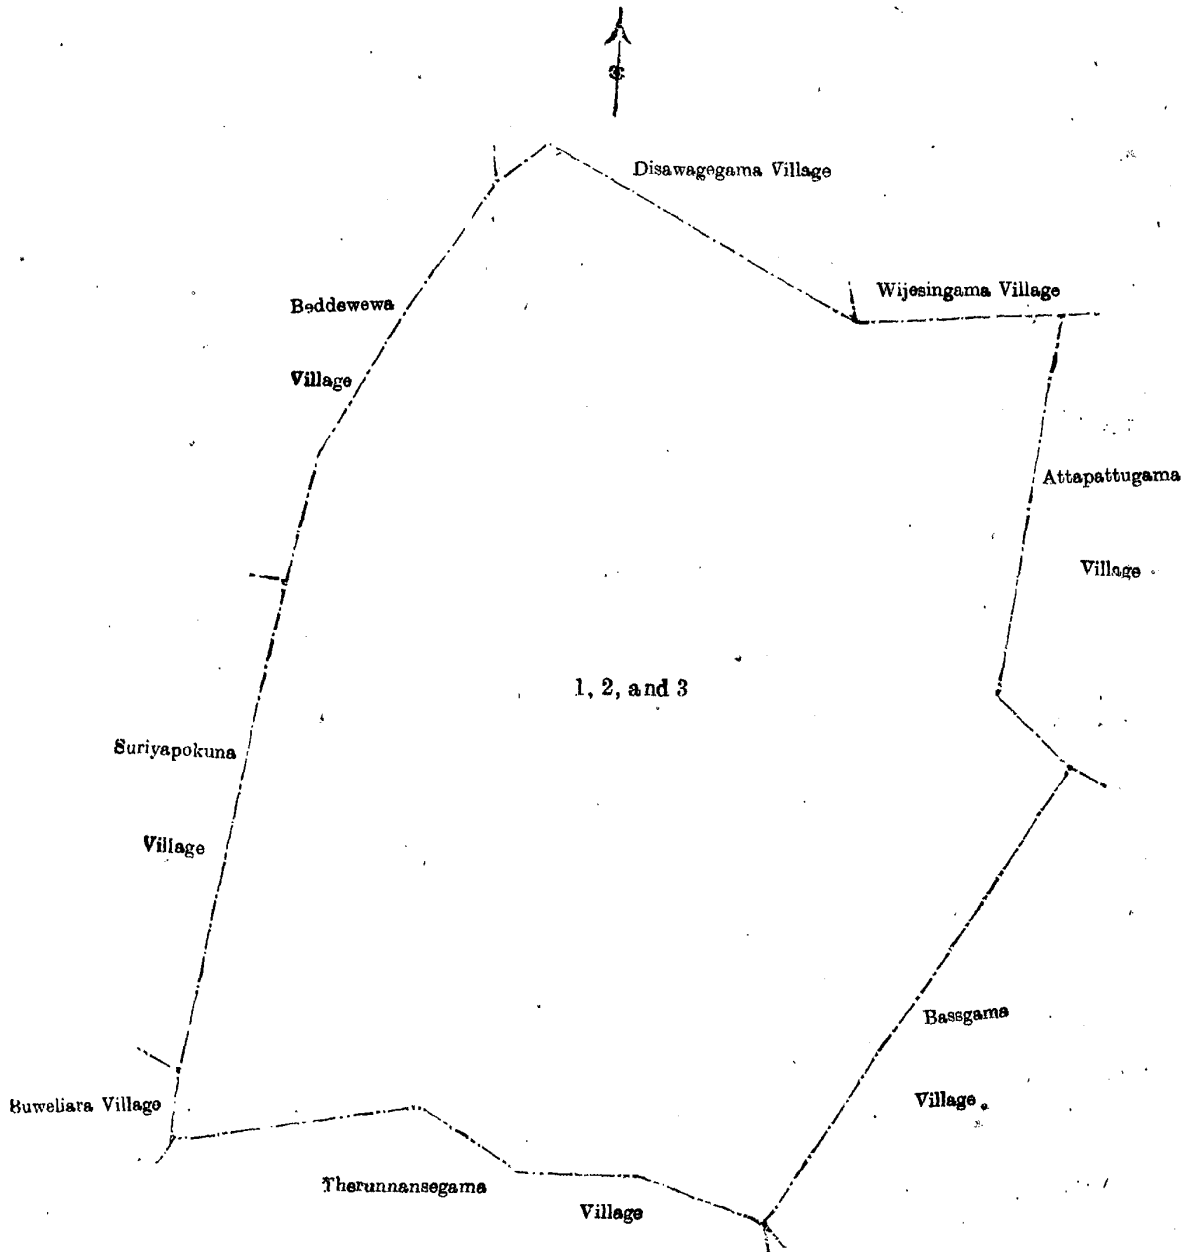 Disawagegama Village
Wijesingama Village
Beddewewa
Village
Attapattugama
Village
1, 2, and 3
Suriyapokuna
Village
Bassgama
Village
Buweliara Village
Therunnansegama
Village